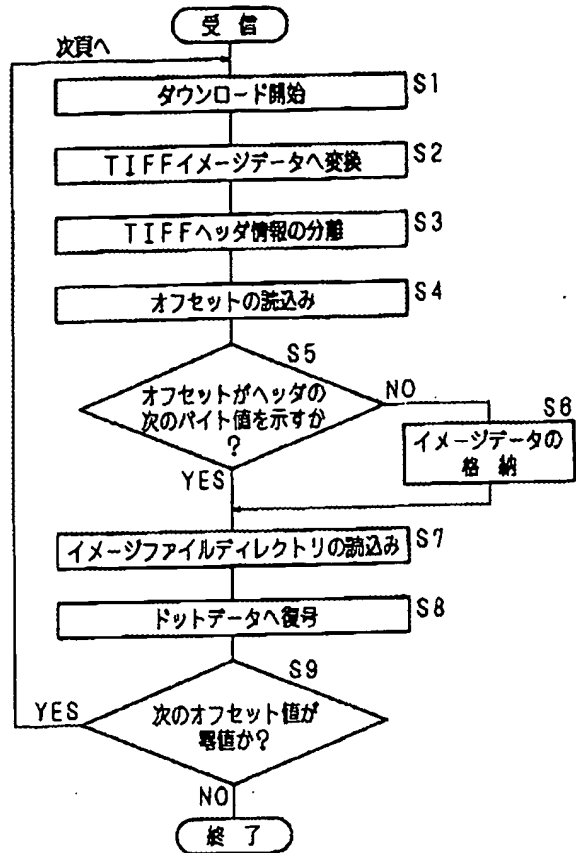 受信
次頁へ
ダウンロード開始
S1
TIFFイメージデータへ変換
S2
TIFFヘッダ情報の分離
S3
オフセットの読込み
S4
S5
オフセットがヘッダの
次のバイト値を示すか
?
NO
S6
イメージデータの
格納
YES
イメージファイルディレクトリの読込み
S7
ドットデータへ復号
S8
S9
YES
次のオフセット値が
零値か?
NO
終了